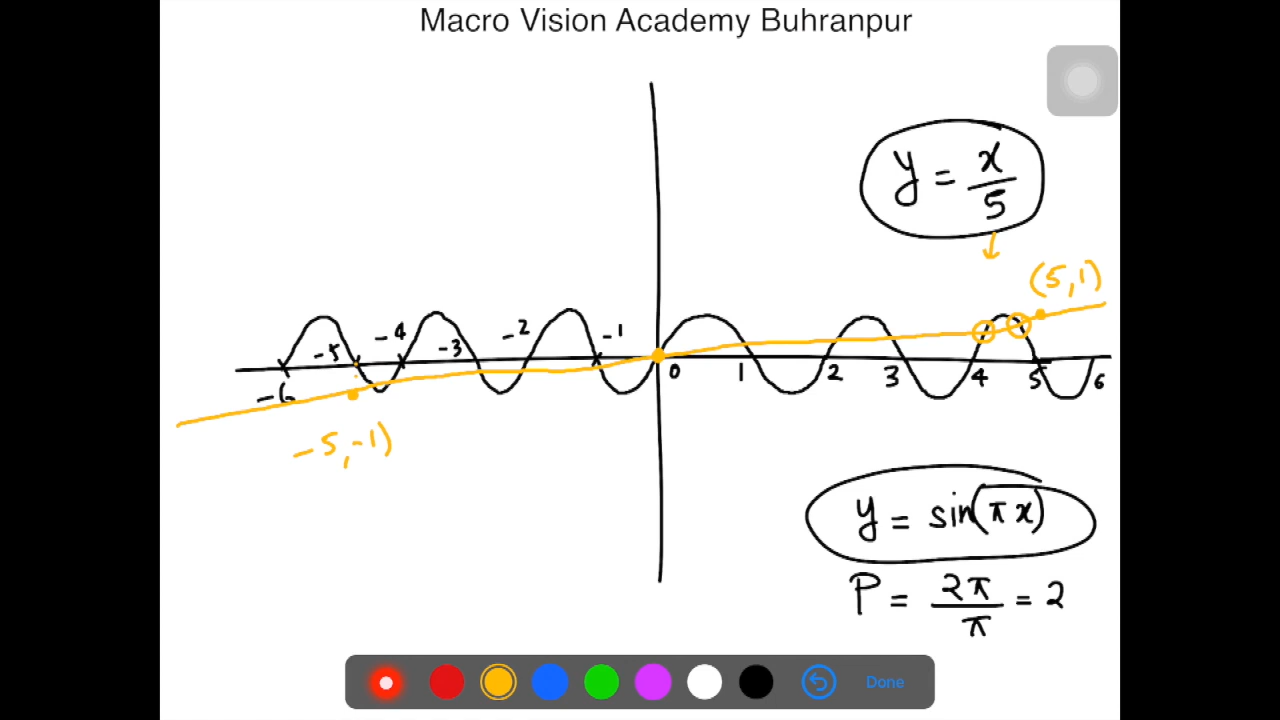 Macro Vision Academy Buhranpur
y = x/5
(5,1)
-6 -5 -4 -3 -2 -1 0 1 2 3 4 5 6
-5,-1)
y = sin(πx)
P = 2π/π = 2
Done